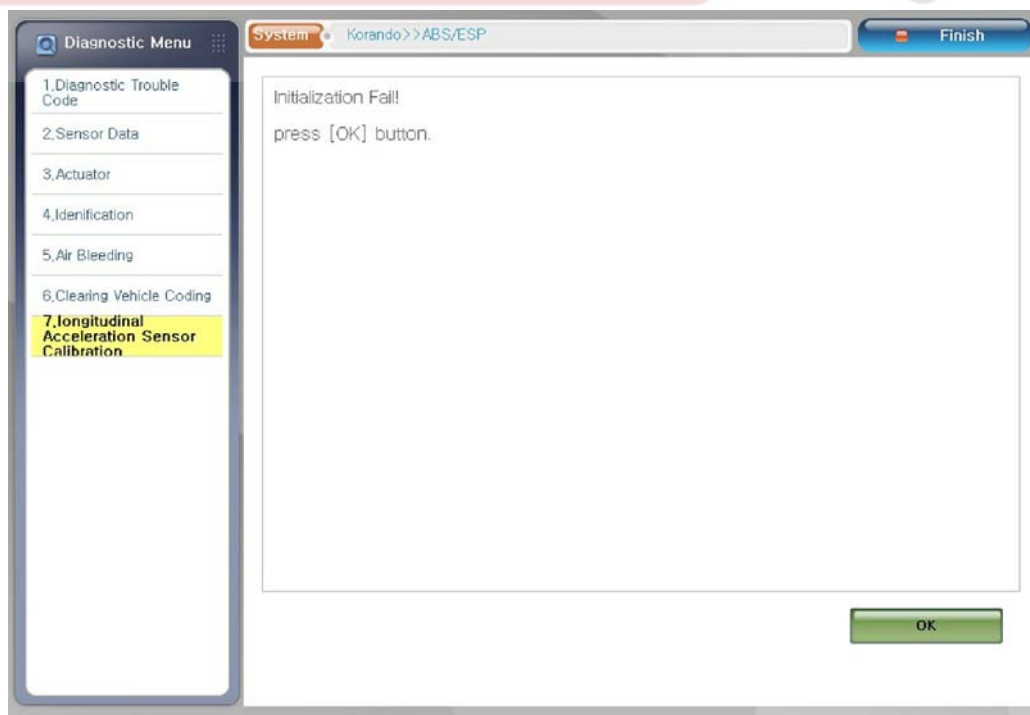 Diagnostic Menu
1.Diagnostic Trouble
Code
2.Sensor Data
3.Actuator
4.Idenification
5.Air Bleeding
6.Clearing Vehicle Coding
7.longitudinal
Acceleration Sensor
Calibration
System
Korando>>ABS/ESP
Finish
Initialization Fail!
press [OK] button.
OK